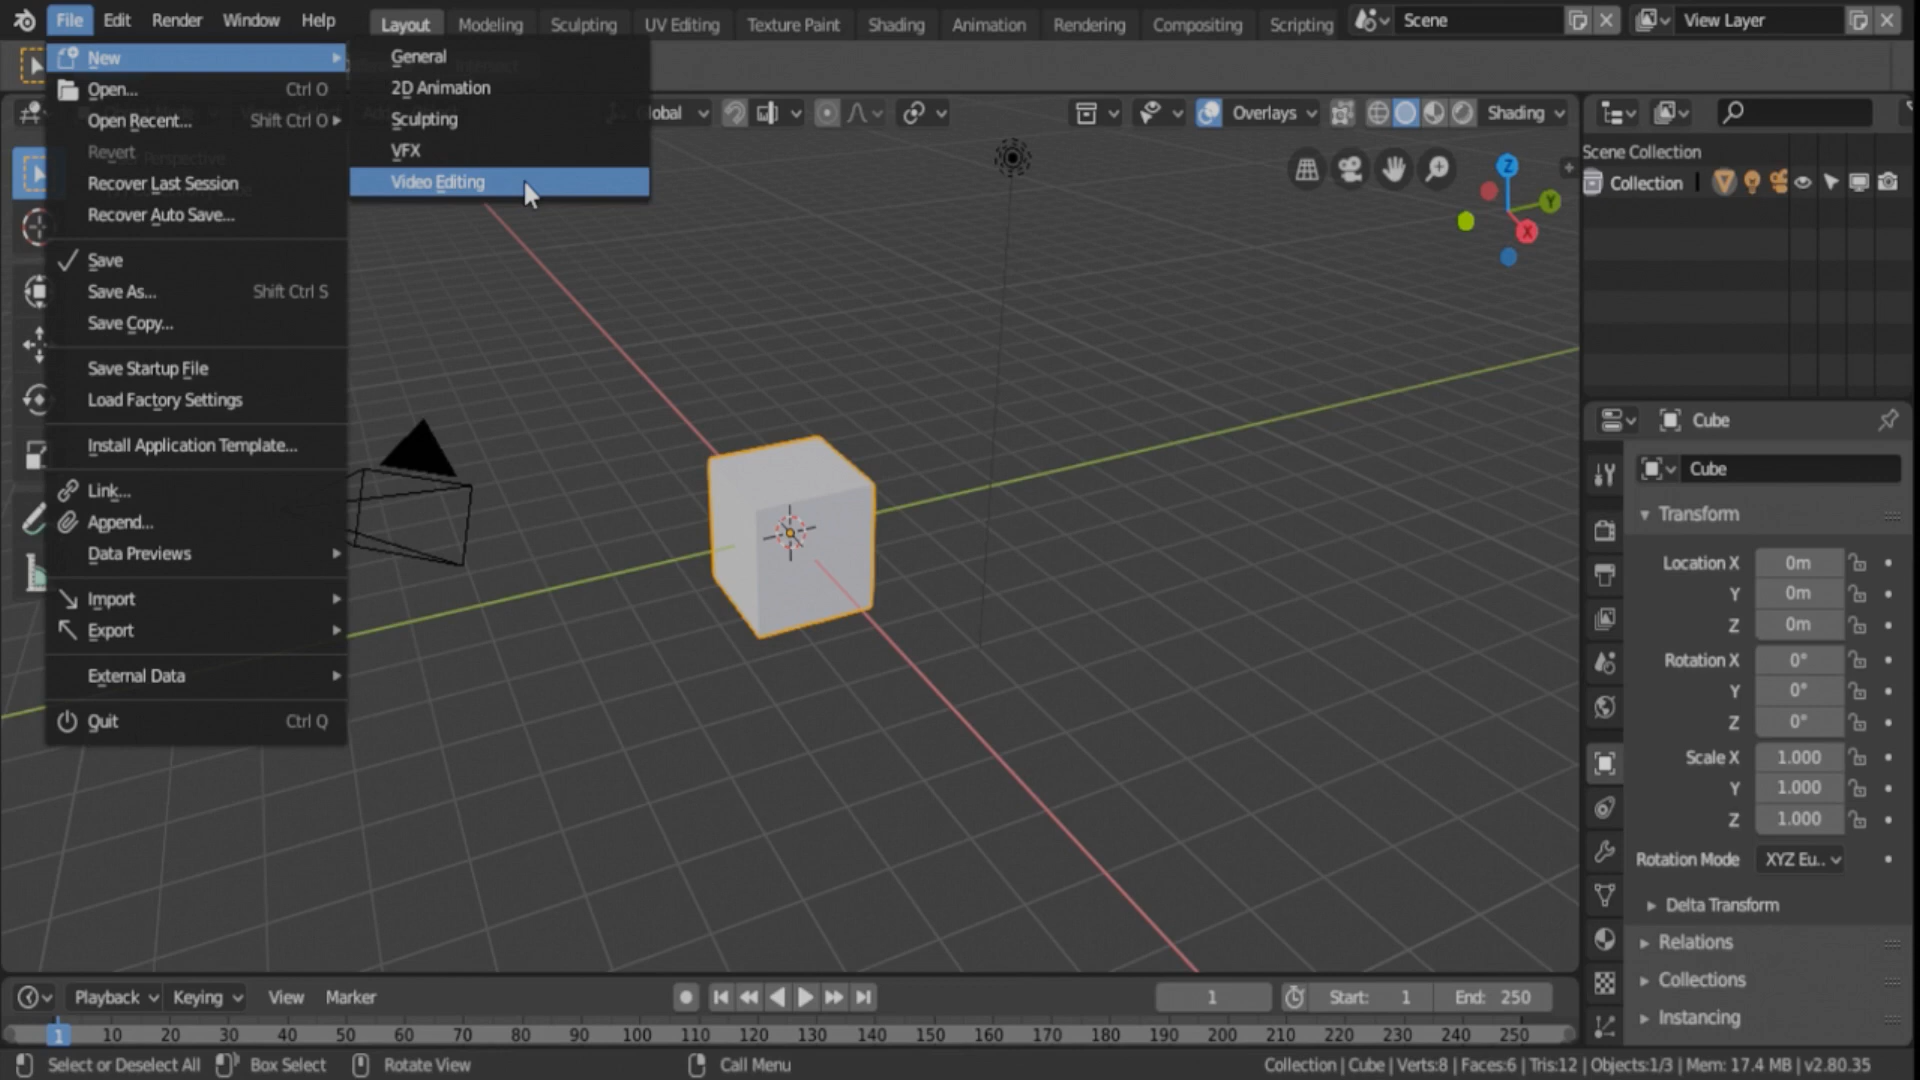 File Edit Render Window Help Layout Modeling Sculpting UV Editing Texture Paint Shading Animation Rendering Compositing Scripting Scene View Layer
New
Open... Ctrl O
Open Recent... Shift Ctrl O
Revert
Recover Last Session
Recover Auto Save...
Save
Save As... Shift Ctrl S
Save Copy...
Save Startup File
Load Factory Settings
Install Application Template...
Link...
Append...
Data Previews
Import
Export
External Data
Quit Ctrl Q
General
2D Animation
Sculpting
VFX
Video Editing
Overlays Shading
Z
Y
X
Scene Collection
Collection
Cube
Cube
Transform
Location X 0m
Y 0m
Z 0m
Rotation X 0°
Y 0°
Z 0°
Scale X 1.000
Y 1.000
Z 1.000
Rotation Mode XYZ Eu..
Delta Transform
Relations
Collections
Instancing
Playback Keying View Marker 1 Start: 1 End: 250
1 10 20 30 40 50 60 70 80 90 100 110 120 130 140 150 160 170 180 190 200 210 220 230 240 250
Select or Deselect All Box Select Rotate View Call Menu Collection | Cube | Verts:8 | Faces:6 | Tris:12 | Objects:1/3 | Mem: 17.4 MB | v2.80.35